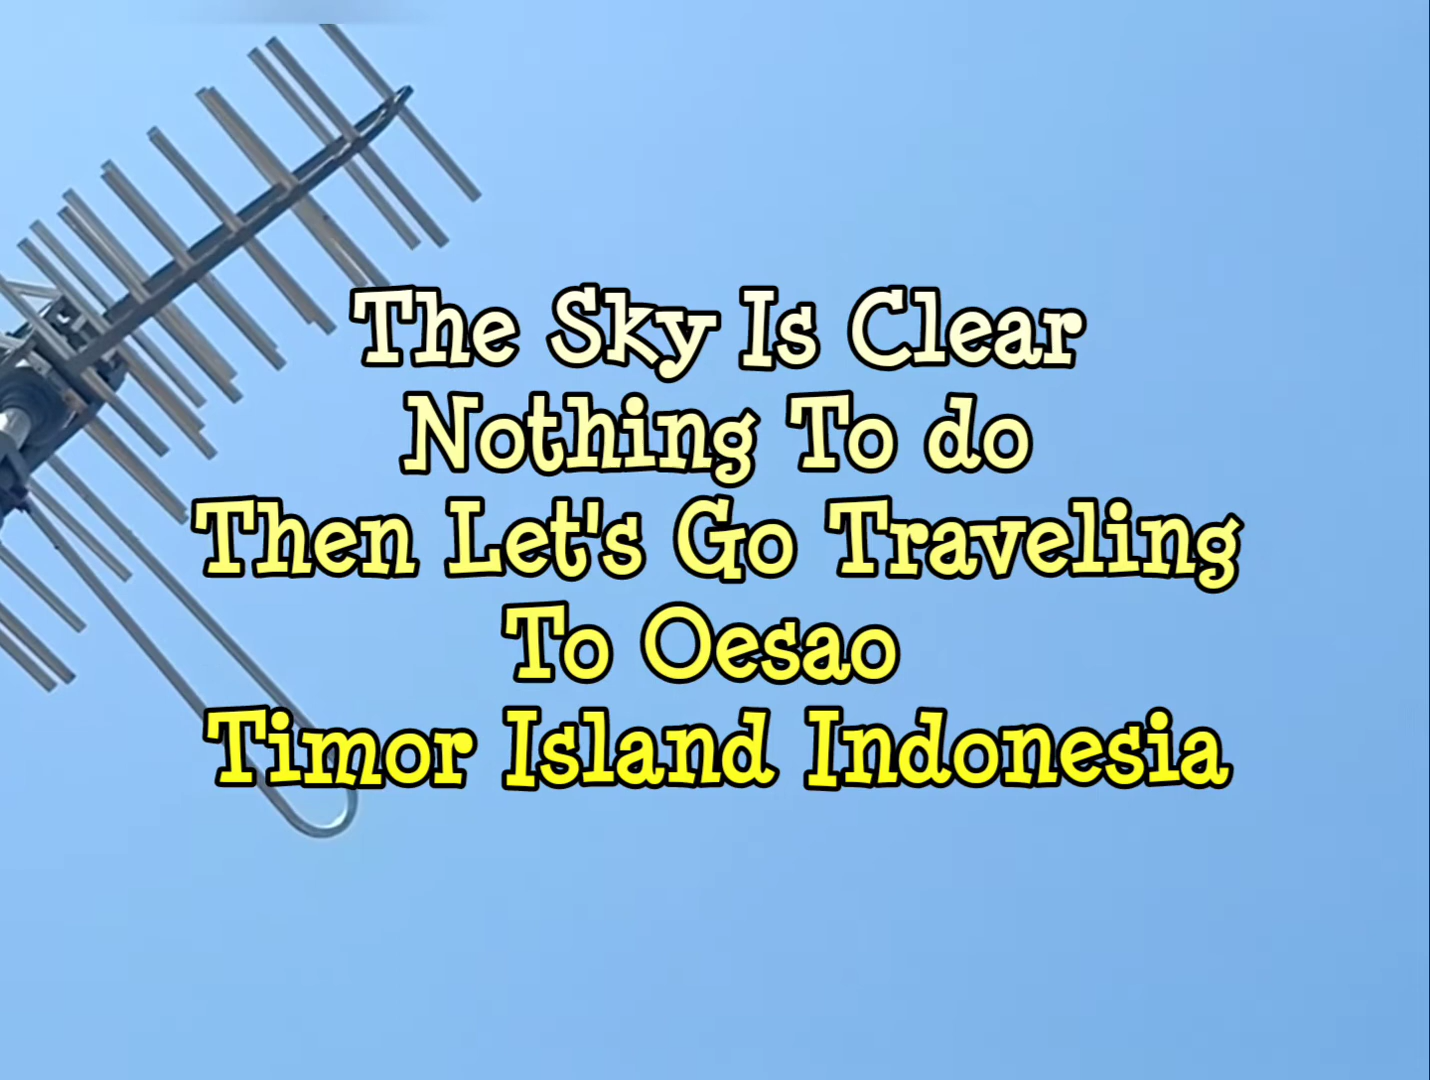 The Sky Is Clear
Nothing To do
Then Let's Go Traveling
To Oesao
Timor Island Indonesia